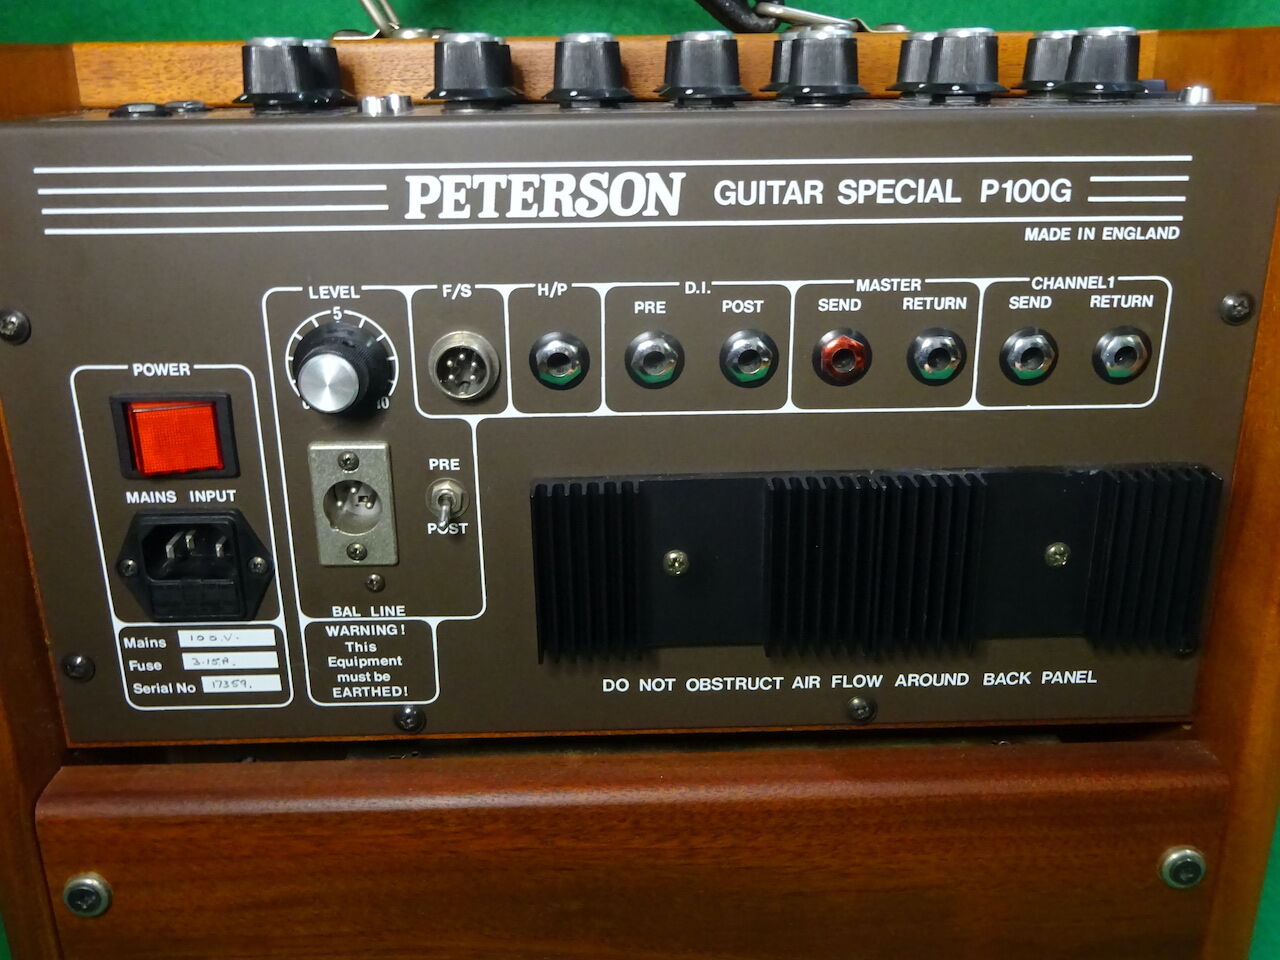 PETERSON GUITAR SPECIAL P100G
MADE IN ENGLAND
LEVEL F/S H/P D.I. MASTER CHANNEL1
PRE POST SEND RETURN SEND RETURN
5
10
POWER
PRE
MAINS INPUT
POST
BAL LINE
Mains 100.V.
Fuse 3.15A.
Serial No 17359.
WARNING!
This
Equipment
must be
EARTHED!
DO NOT OBSTRUCT AIR FLOW AROUND BACK PANEL